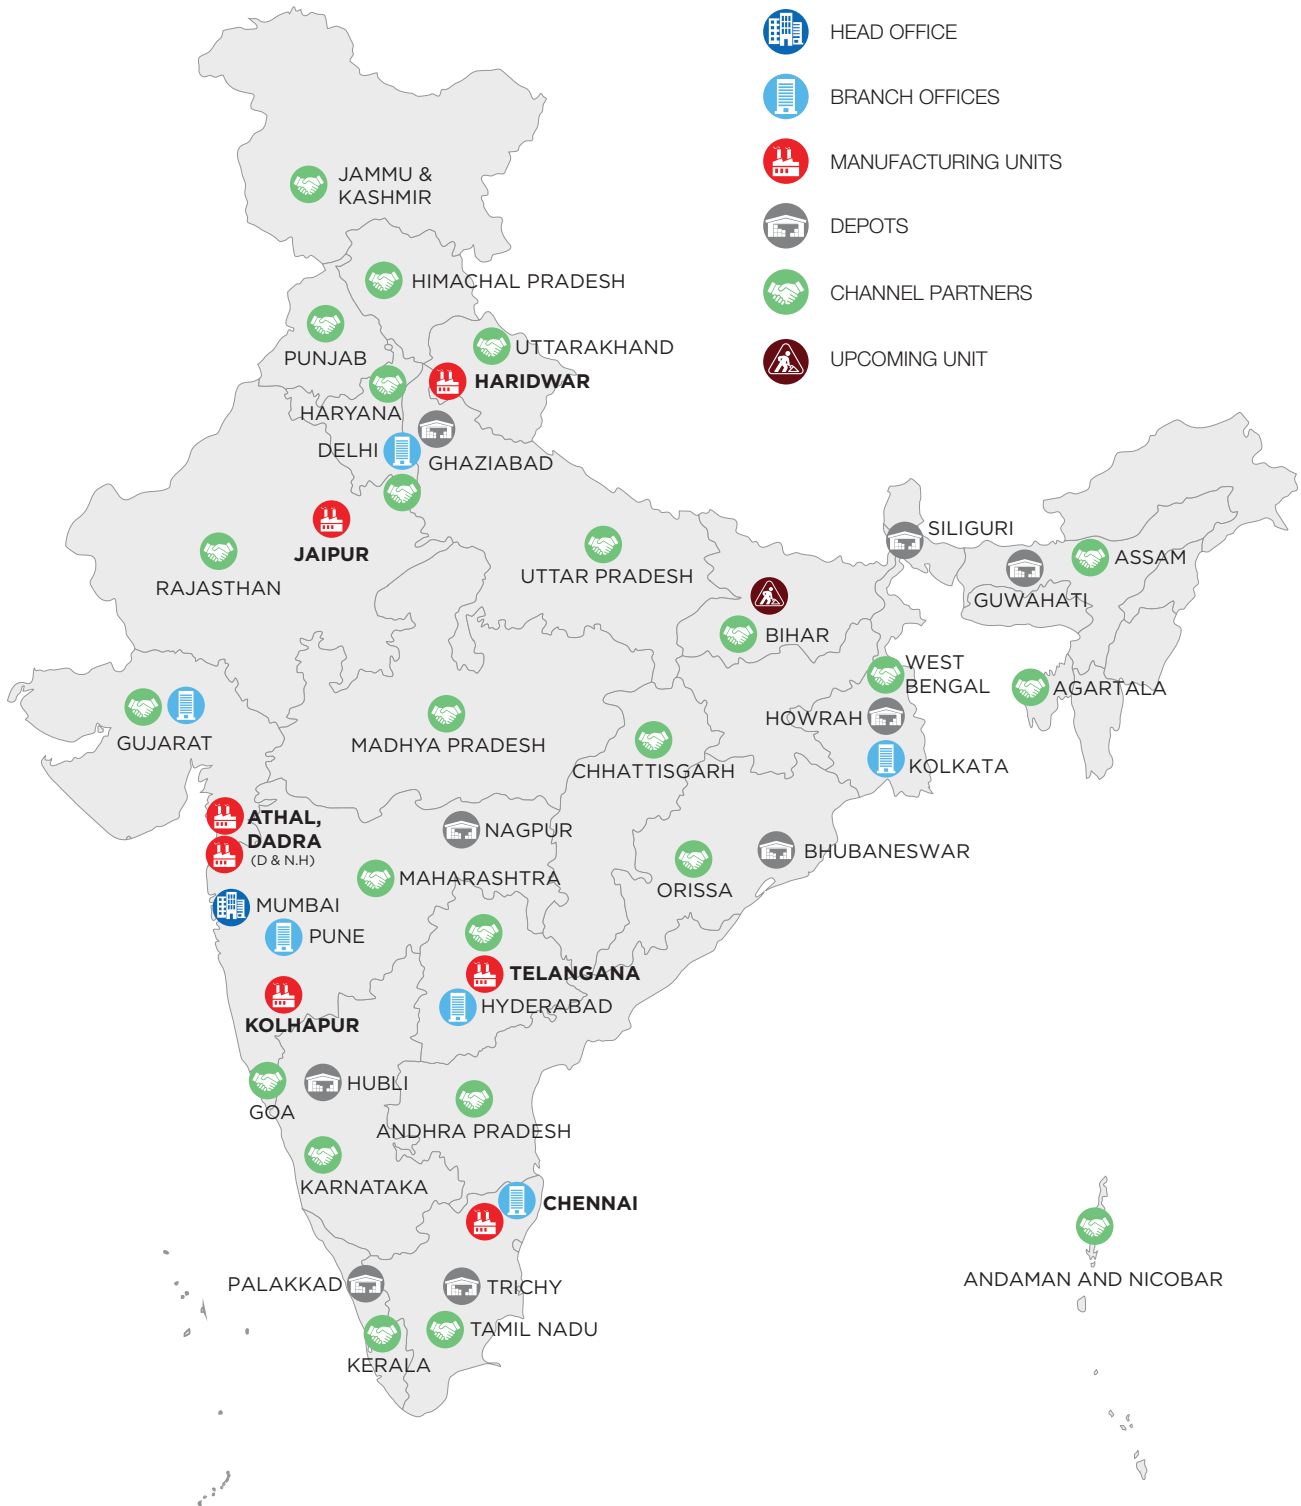 HEAD OFFICE
BRANCH OFFICES
MANUFACTURING UNITS
DEPOTS
CHANNEL PARTNERS
UPCOMING UNIT
JAMMU &
KASHMIR
HIMACHAL PRADESH
PUNJAB
UTTARAKHAND
HARIDWAR
HARYANA
DELHI
GHAZIABAD
JAIPUR
RAJASTHAN
UTTAR PRADESH
SILIGURI
ASSAM
GUWAHATI
BIHAR
WEST
BENGAL
AGARTALA
HOWRAH
KOLKATA
GUJARAT
MADHYA PRADESH
CHHATTISGARH
ATHAL,
DADRA
(D & N.H)
NAGPUR
BHUBANESWAR
MAHARASHTRA
ORISSA
MUMBAI
PUNE
TELANGANA
HYDERABAD
KOLHAPUR
HUBLI
GOA
ANDHRA PRADESH
KARNATAKA
CHENNAI
PALAKKAD
TRICHY
TAMIL NADU
KERALA
ANDAMAN AND NICOBAR